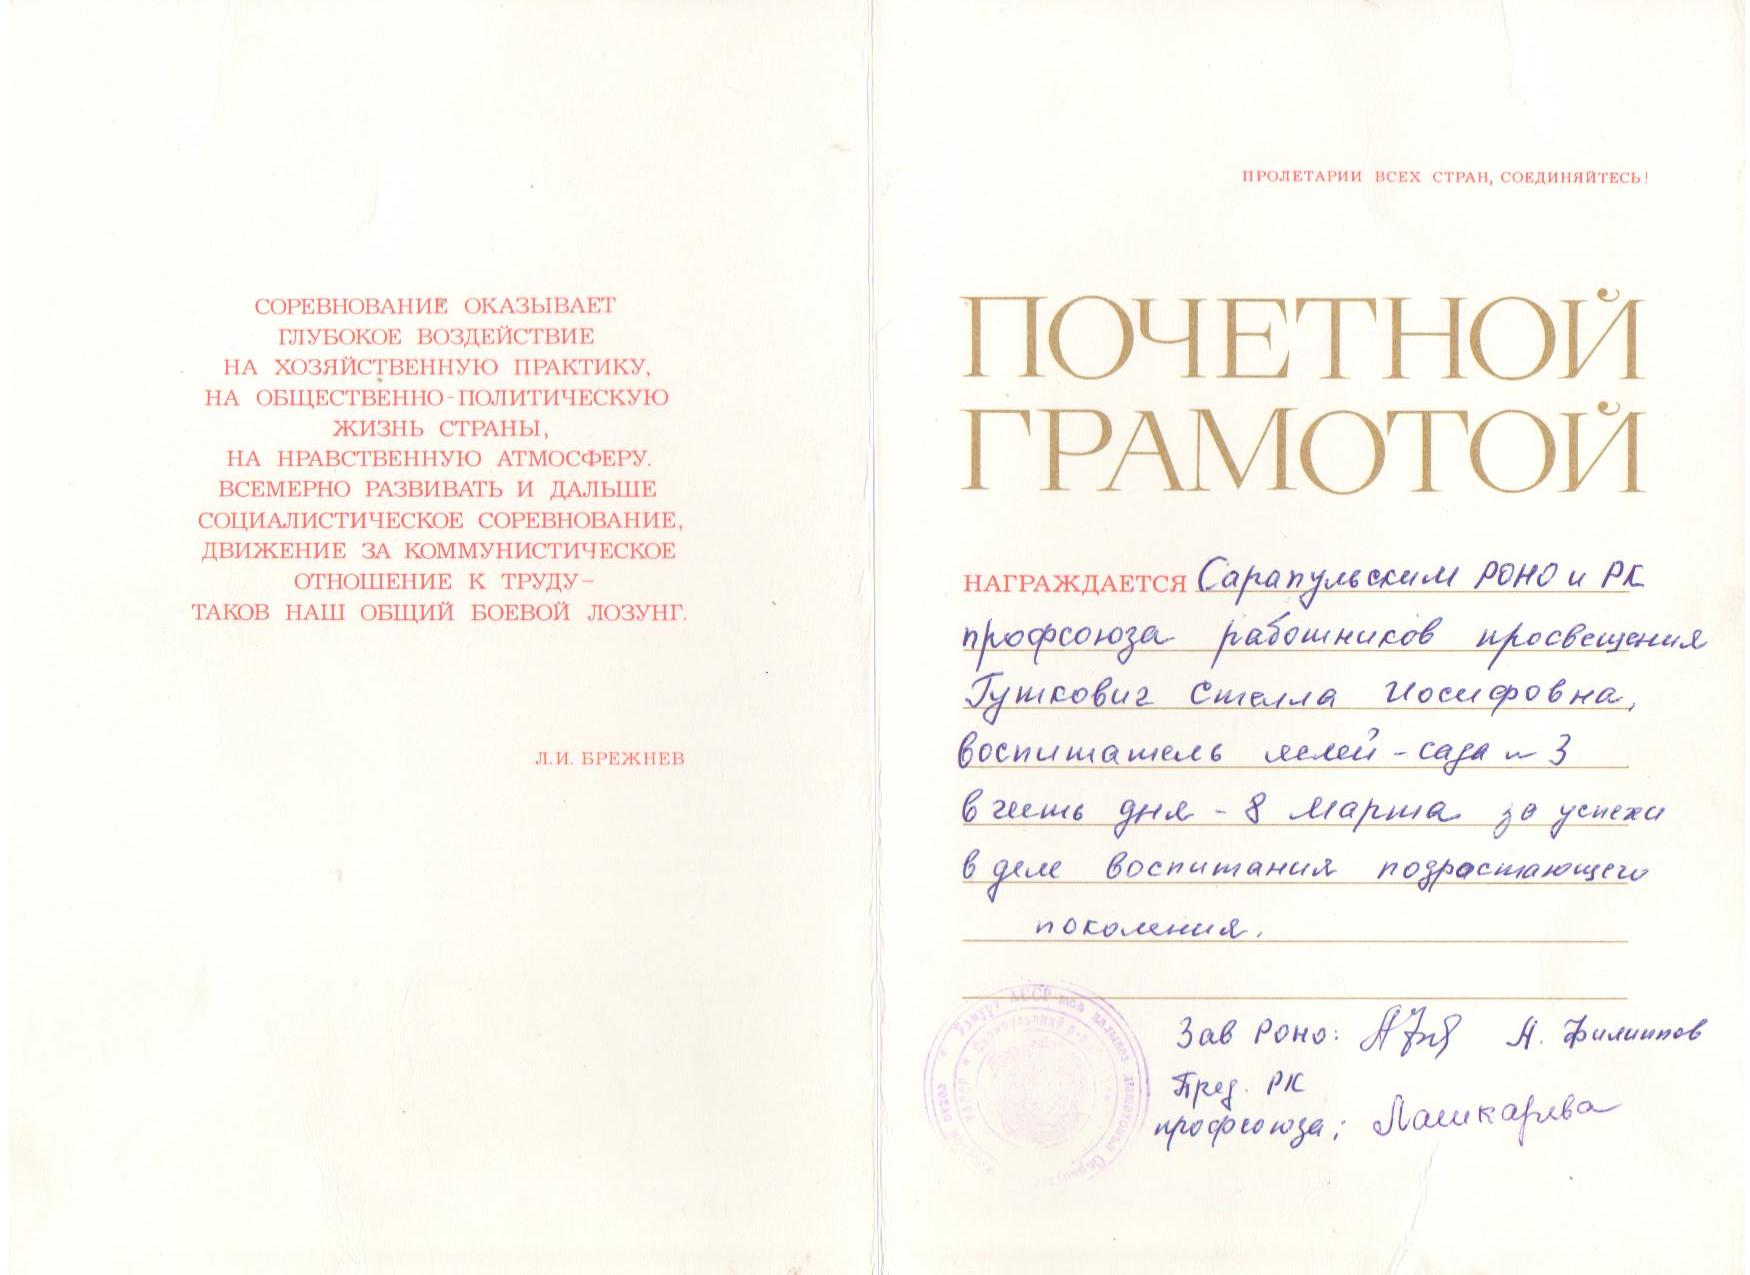 СОРЕВНОВАНИЕ ОКАЗЫВАЕТ
ГЛУБОКОЕ ВОЗДЕЙСТВИЕ
НА ХОЗЯЙСТВЕННУЮ ПРАКТИКУ,
НА ОБЩЕСТВЕННО-ПОЛИТИЧЕСКУЮ
ЖИЗНЬ СТРАНЫ,
НА НРАВСТВЕННУЮ АТМОСФЕРУ.
ВСЕМЕРНО РАЗВИВАТЬ И ДАЛЬШЕ
СОЦИАЛИСТИЧЕСКОЕ СОРЕВНОВАНИЕ,
ДВИЖЕНИЕ ЗА КОММУНИСТИЧЕСКОЕ
ОТНОШЕНИЕ К ТРУДУ–
ТАКОВ НАШ ОБЩИЙ БОЕВОЙ ЛОЗУНГ.
Л.И. БРЕЖНЕВ
ПРОЛЕТАРИИ ВСЕХ СТРАН, СОЕДИНЯЙТЕСЬ!
ПОЧЕТНОЙ
ГРАМОТОЙ
НАГРАЖДАЕТСЯ Сарапульским РОНО и РК
профсоюза работников просвещения
Гуткович Стелла Иосифовна,
воспитатель яслей-сада № 3
в честь дня - 8 Марта за успехи
в деле воспитания подрастающего
поколения.
Зав РОНО: А. Филиппов
Пред. РК
профсоюза; Лашкарева